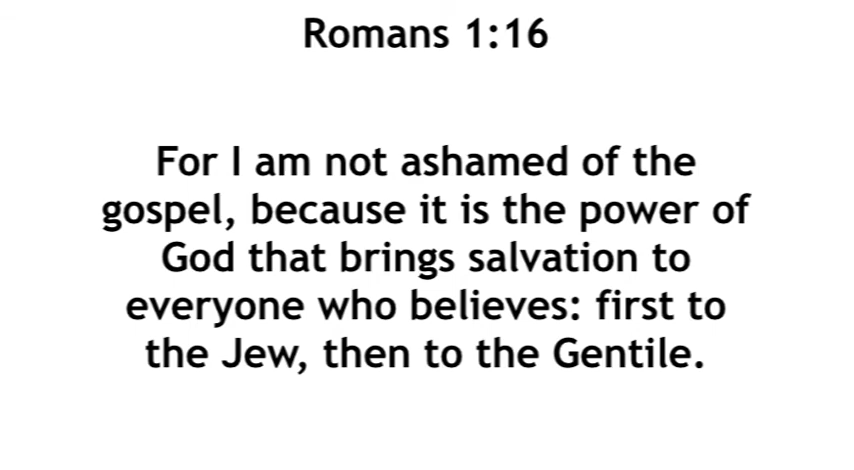 Romans 1:16
For I am not ashamed of the
gospel, because it is the power of
God that brings salvation to
everyone who believes: first to
the Jew, then to the Gentile.